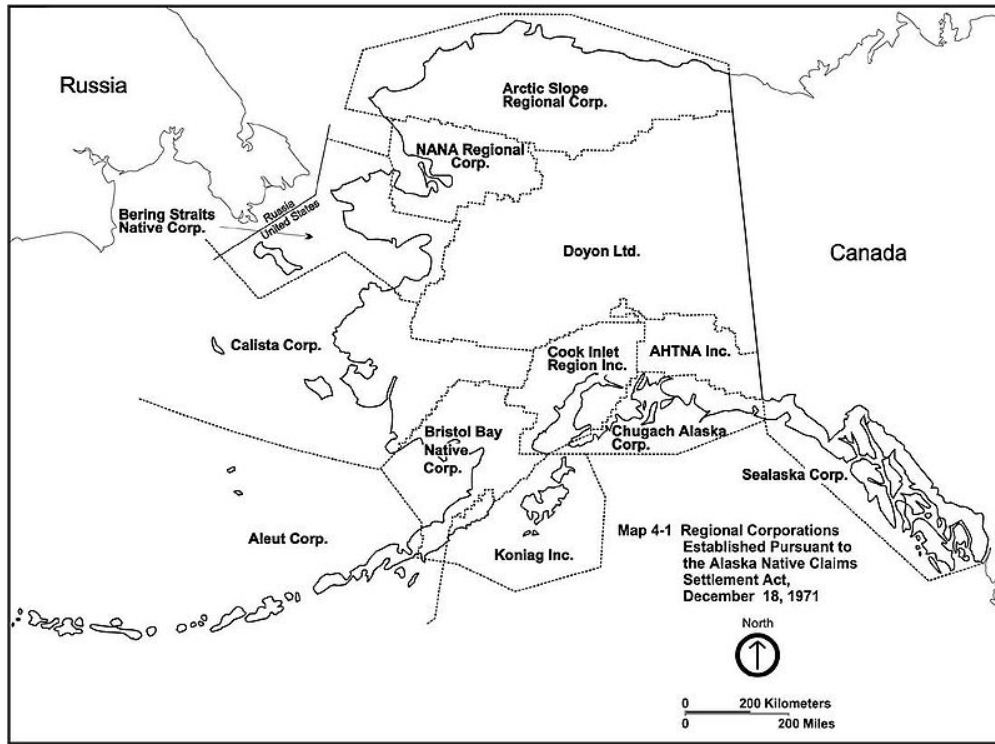 Russia
Arctic Slope
Regional Corp.
NANA Regional
Corp.
Bering Straits
Native Corp.
Russia
United States
Doyon Ltd.
Canada
Calista Corp.
Cook Inlet
Region Inc.
AHTNA Inc.
Bristol Bay
Native
Corp.
Chugach Alaska
Corp.
Sealaska Corp.
Aleut Corp.
Koniag Inc.
Map 4-1 Regional Corporations
Established Pursuant to
the Alaska Native Claims
Settlement Act,
December 18, 1971
North
0 200 Kilometers
0 200 Miles